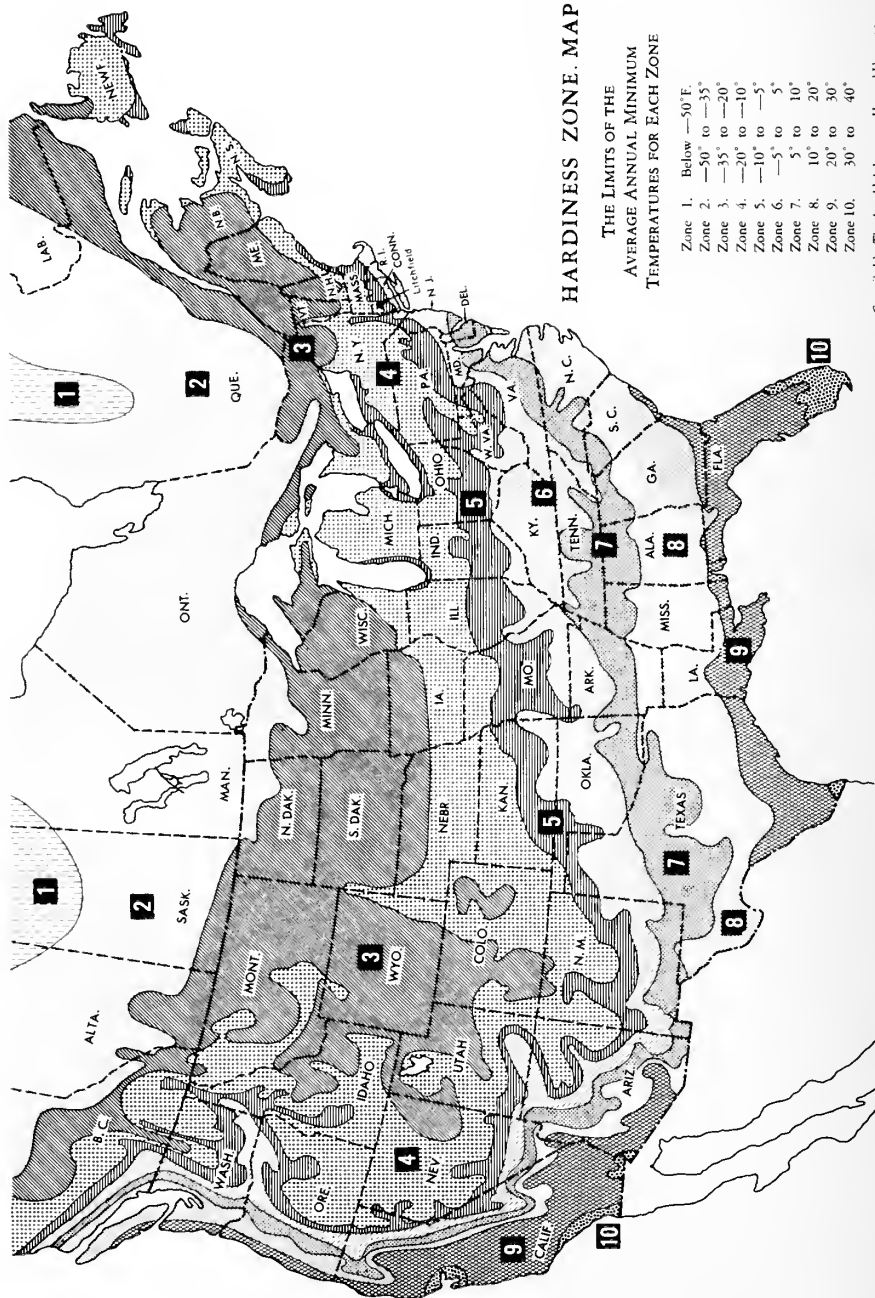 HARDINESS ZONE MAP
THE LIMITS OF THE
AVERAGE ANNUAL MINIMUM
TEMPERATURES FOR EACH ZONE
Zone 1. Below —50°F.
Zone 2. —50° to —35°
Zone 3. —35° to —20°
Zone 4. —20° to —10°
Zone 5. —10° to —5°
Zone 6. —5° to 5°
Zone 7. 5° to 10°
Zone 8. 10° to 20°
Zone 9. 20° to 30°
Zone 10. 30° to 40°
B. C.
ALTA.
SASK.
MAN.
ONT.
QUE.
LAB.
NEWF
1
1
2
2
N. S.
N. B.
ME.
VT.
N.H.
MASS.
R. I.
CONN.
Litchfield
N. J.
DEL.
MD.
N. Y
PA.
3
4
WASH
ORE
IDAHO
MONT.
N. DAK.
S. DAK.
MINN.
WISC.
MICH.
WYO.
3
NEBR
IA.
ILL
IND.
OHIO
W. VA.
VA.
NEV.
4
UTAH
COLO.
KAN.
MO.
5
KY.
6
CALIF.
9
10
ARIZ.
N. M.
5
OKLA.
ARK.
TENN.
7
N. C.
S. C.
TEXAS
7
8
LA.
9
MISS.
ALA.
8
GA.
FLA.
10